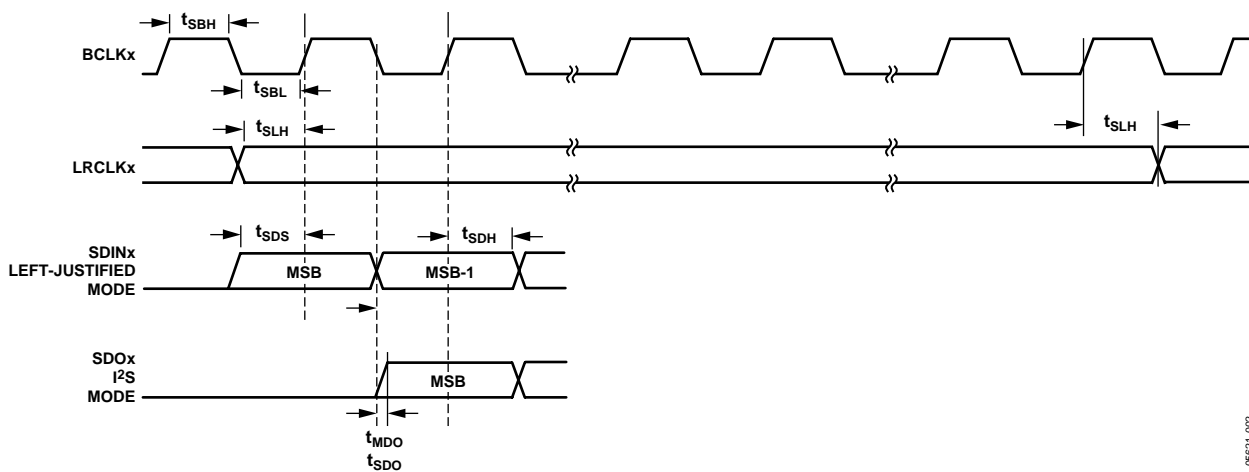 tSBH
BCLKx
tSBL
tSLH
tSLH
LRCLKx
tSDS
tSDH
SDINx
LEFT-JUSTIFIED
MODE
MSB
MSB-1
SDOx
I²S
MODE
MSB
tMDO
tSDO